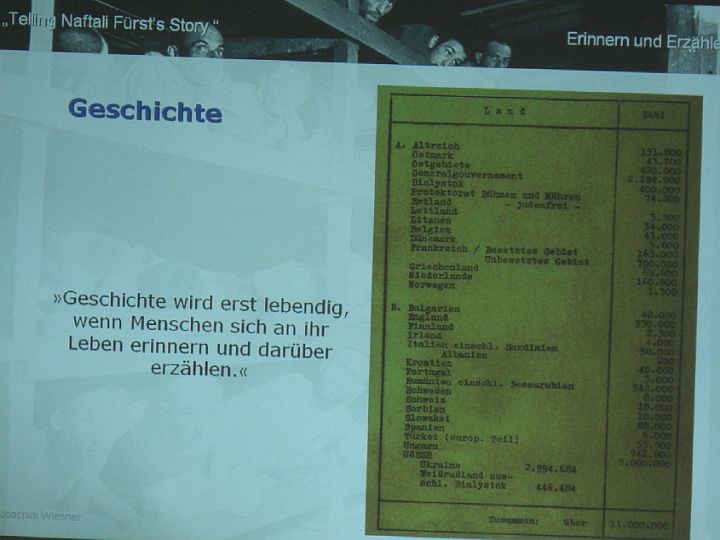 „Telling Naftali Fürst's Story“
Erinnern und Erzähle
Geschichte
»Geschichte wird erst lebendig,
wenn Menschen sich an ihr
Leben erinnern und darüber
erzählen.«
Joachim Wiesner
Land Zahl
A. Altreich 131.800
Ostmark 43.700
Ostgebiete 420.000
Generalgouvernement 2.284.000
Bialystok 400.000
Protektorat Böhmen und Mähren 74.200
Estland - judenfrei -
Lettland 3.500
Litauen 34.000
Belgien 43.000
Dänemark 5.600
Frankreich / Besetztes Gebiet 165.000
Unbesetztes Gebiet 700.000
Griechenland 69.600
Niederlande 160.800
Norwegen 1.300
B. Bulgarien 48.000
England 330.000
Finnland 2.300
Irland 4.000
Italien einschl. Sardinien 58.000
Albanien 200
Kroatien 40.000
Portugal 3.000
Rumänien einschl. Bessarabien 342.000
Schweden 8.000
Schweiz 18.000
Serbien 10.000
Slowakei 88.000
Spanien 6.000
Türkei (europ. Teil) 55.500
Ungarn 742.800
UdSSR 5.000.000
Ukraine 2.994.684
Weißrußland aus-
schl. Bialystok 446.484
Zusammen: über 11.000.000